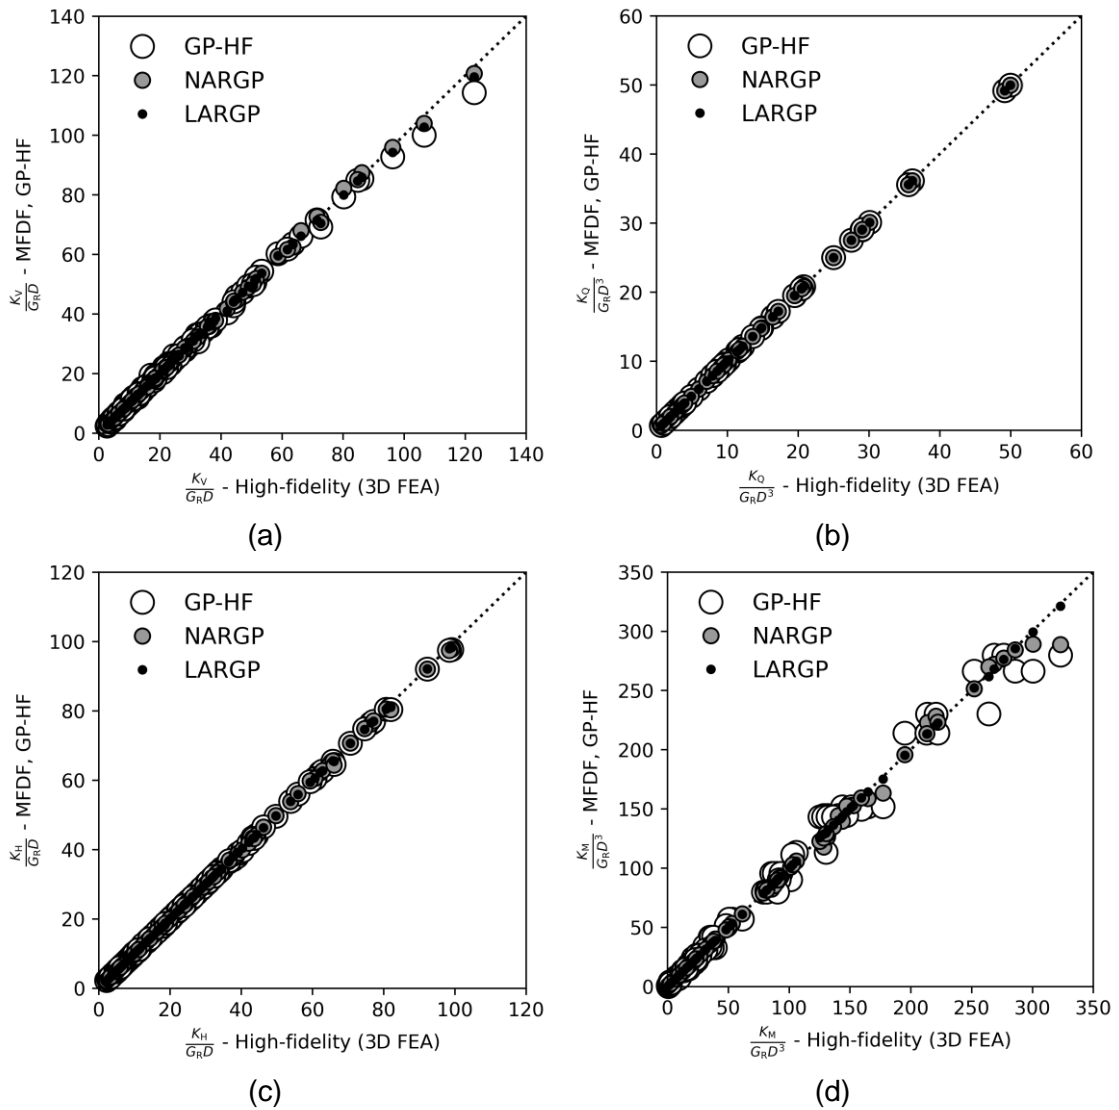 140
120
100
80
60
40
20
0
GP-HF
NARGP
LARGP
K_V/G_R D - MFDF, GP-HF
0 20 40 60 80 100 120 140
K_V/G_R D - High-fidelity (3D FEA)
(a)
60
50
40
30
20
10
0
GP-HF
NARGP
LARGP
K_Q/G_R D³ - MFDF, GP-HF
0 10 20 30 40 50 60
K_Q/G_R D³ - High-fidelity (3D FEA)
(b)
120
100
80
60
40
20
0
GP-HF
NARGP
LARGP
K_H/G_R D - MFDF, GP-HF
0 20 40 60 80 100 120
K_H/G_R D - High-fidelity (3D FEA)
(c)
350
300
250
200
150
100
50
0
GP-HF
NARGP
LARGP
K_M/G_R D³ - MFDF, GP-HF
0 50 100 150 200 250 300 350
K_M/G_R D³ - High-fidelity (3D FEA)
(d)